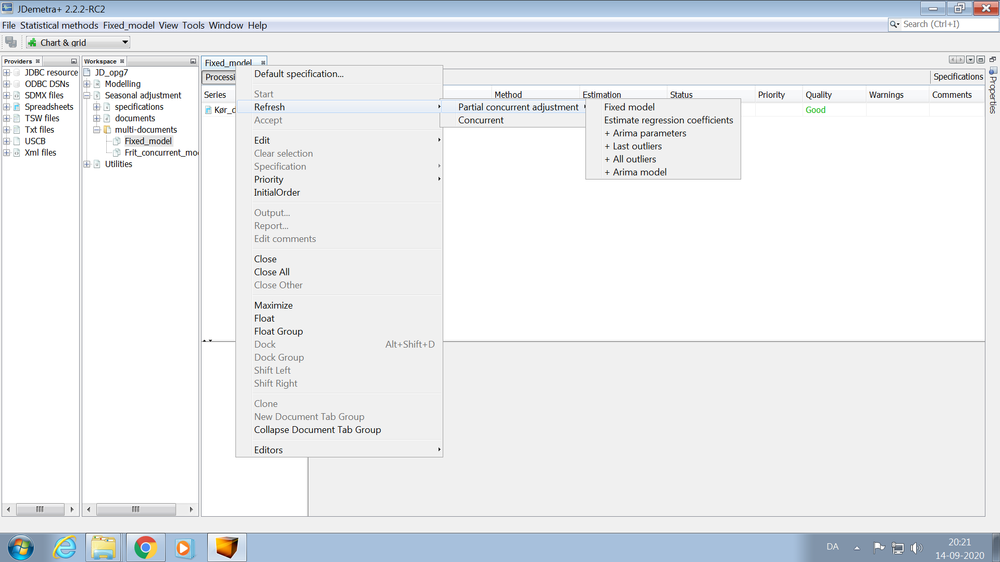 JDemetra+ 2.2.2-RC2
File Statistical methods Fixed_model View Tools Window Help
Search (Ctrl+I)
Chart & grid
Providers
JDBC resource
ODBC DSNs
SDMX files
Spreadsheets
TSW files
Txt files
USCB
Xml files
Workspace
JD_opg7
Modelling
Seasonal adjustment
specifications
documents
multi-documents
Fixed_model
Frit_concurrent_mo
Utilities
Fixed_model
Processi
Specifications
Series Method Estimation Status Priority Quality Warnings Comments
Kør_d Good
Default specification...
Start
Refresh
Accept
Edit
Clear selection
Specification
Priority
InitialOrder
Output...
Report...
Edit comments
Close
Close All
Close Other
Maximize
Float
Float Group
Dock Alt+Shift+D
Dock Group
Shift Left
Shift Right
Clone
New Document Tab Group
Collapse Document Tab Group
Editors
Partial concurrent adjustment
Concurrent
Fixed model
Estimate regression coefficients
+ Arima parameters
+ Last outliers
+ All outliers
+ Arima model
Properties
DA
20:21
14-09-2020